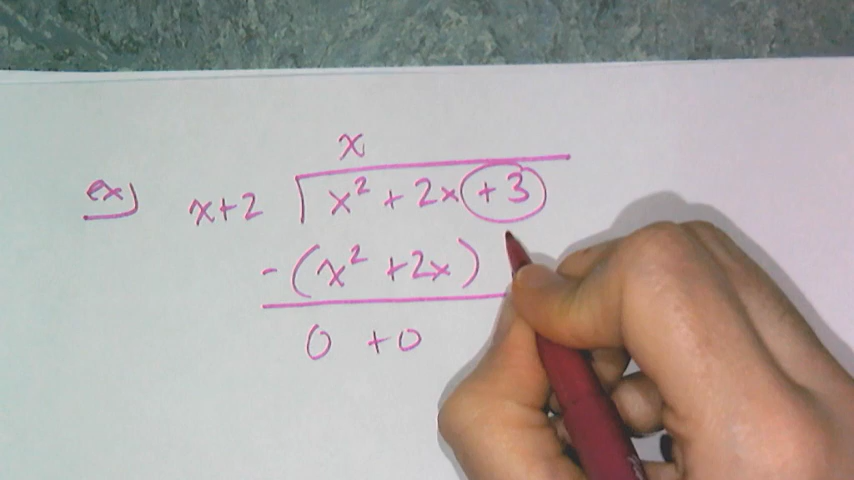 x
ex) x+2 x² + 2x + 3
- (x² + 2x)
0 + 0